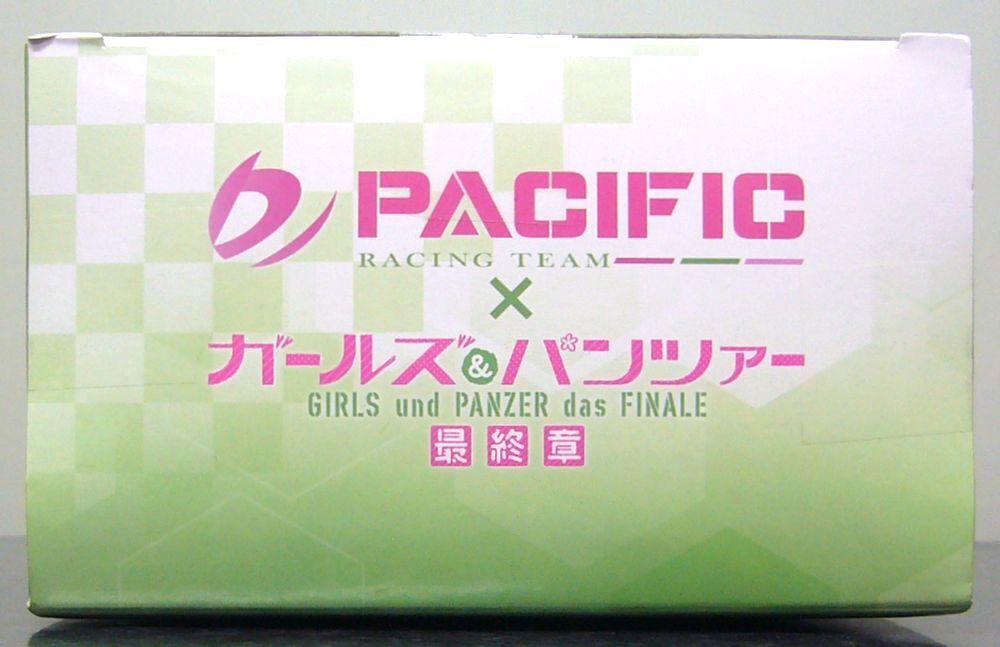 PACIFIC
RACING TEAM
×
ガールズ&パンツァー
GIRLS und PANZER das FINALE
最終章